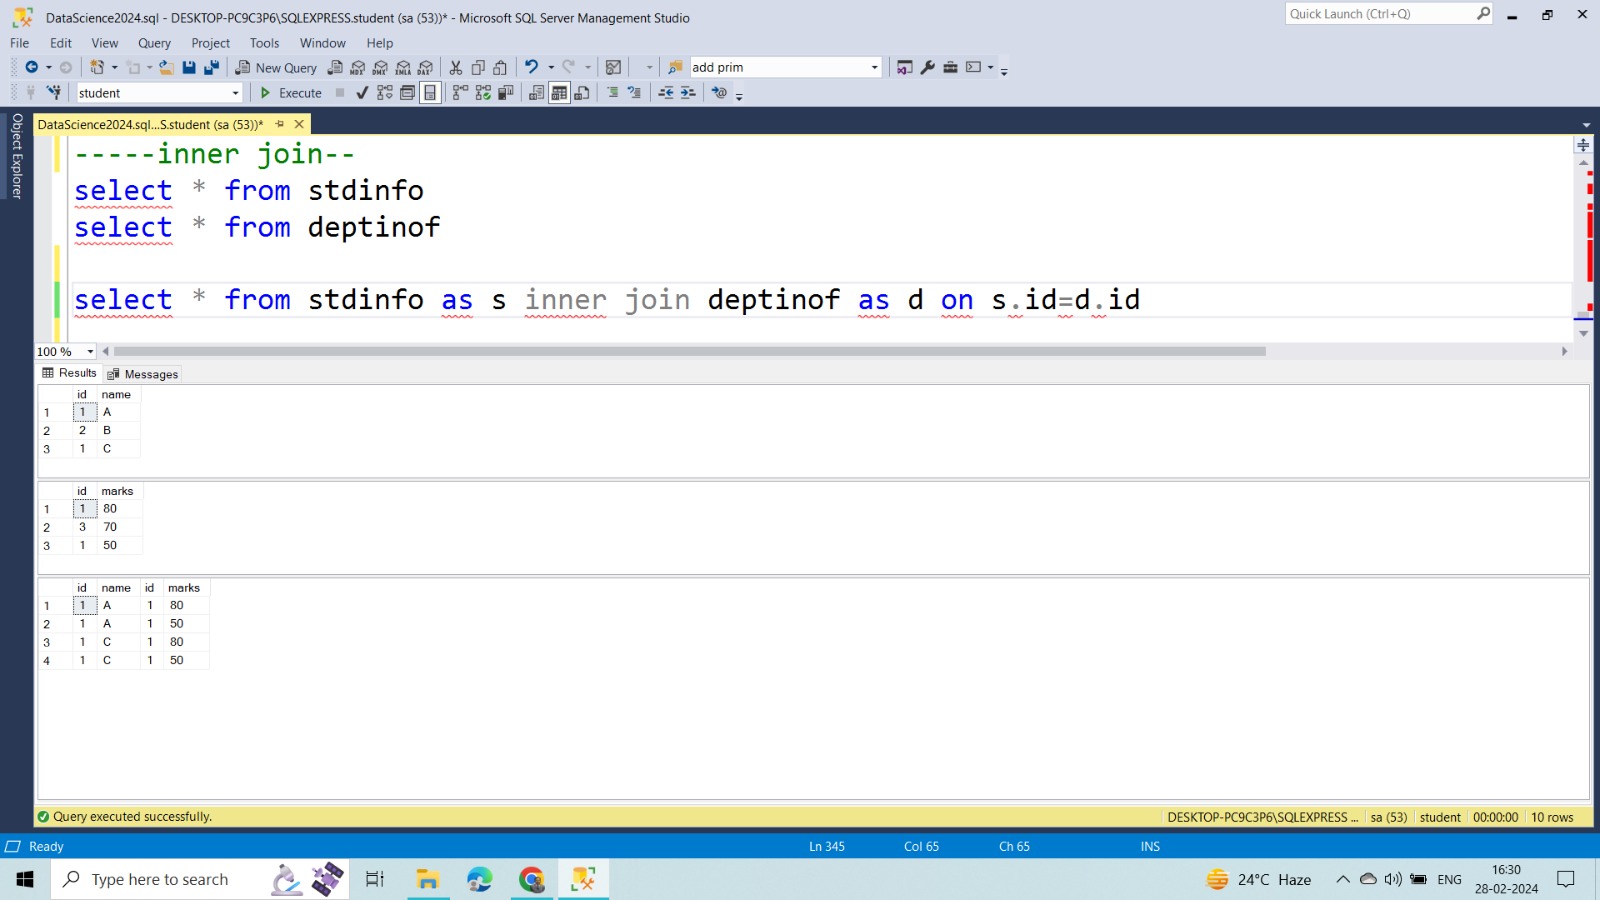 DataScience2024.sql - DESKTOP-PC9C3P6\SQLEXPRESS.student (sa (53))* - Microsoft SQL Server Management Studio
Quick Launch (Ctrl+Q)
File Edit View Query Project Tools Window Help
New Query MDX DMX XMLA DAX add prim
student Execute
Object Explorer
DataScience2024.sql...S.student (sa (53))*
-----inner join--
select * from stdinfo
select * from deptinof
select * from stdinfo as s inner join deptinof as d on s.id=d.id
100 %
Results Messages
id name
1 1 A
2 2 B
3 1 C
id marks
1 1 80
2 3 70
3 1 50
id name id marks
1 1 A 1 80
2 1 A 1 50
3 1 C 1 80
4 1 C 1 50
Query executed successfully. DESKTOP-PC9C3P6\SQLEXPRESS ... sa (53) student 00:00:00 10 rows
Ready Ln 345 Col 65 Ch 65 INS
Type here to search 24°C Haze ENG
16:30
28-02-2024